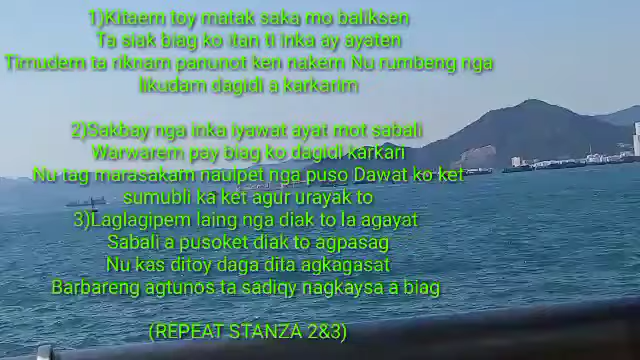 1)Kitaem toy matak saka mo baliksen
Ta siak biag ko itan ti inka ay ayaten
Timudem ta riknam panunot ken nakem Nu rumbeng nga
likudam dagidi a karkarim
2)Sakbay nga inka iyawat ayat mot sabali
Warwarem pay biag ko dagidi karkari
Nu tag marasakam naulpet nga puso Dawat ko ket
sumubli ka ket agur urayak to
3)Laglagipem laing nga diak to la agayat
Sabali a pusoket diak to agpasag
Nu kas ditoy daga dita agkagasat
Barbareng agtunos ta sadiqy nagkaysa a biag
(REPEAT STANZA 2&3)